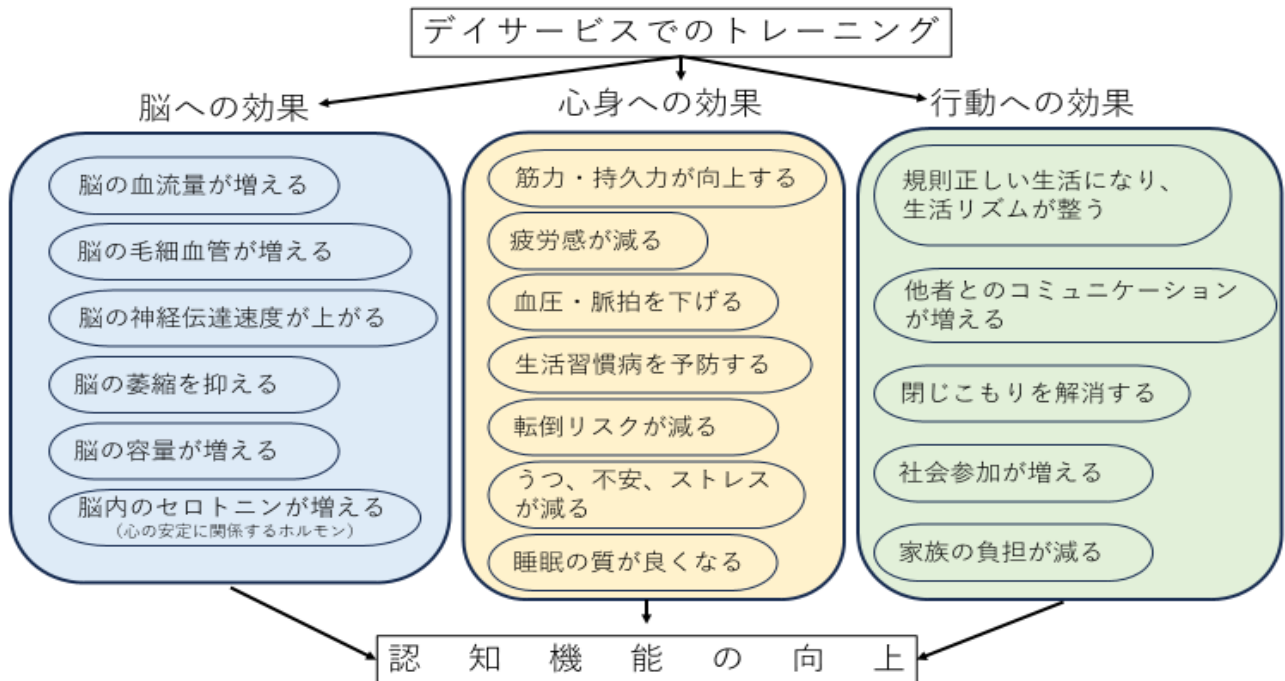 デイサービスでのトレーニング
脳への効果
脳の血流量が増える
脳の毛細血管が増える
脳の神経伝達速度が上がる
脳の萎縮を抑える
脳の容量が増える
脳内のセロトニンが増える
（心の安定に関係するホルモン）
心身への効果
筋力・持久力が向上する
疲労感が減る
血圧・脈拍を下げる
生活習慣病を予防する
転倒リスクが減る
うつ、不安、ストレス
が減る
睡眠の質が良くなる
行動への効果
規則正しい生活になり、
生活リズムが整う
他者とのコミュニケーション
が増える
閉じこもりを解消する
社会参加が増える
家族の負担が減る
認知機能の向上